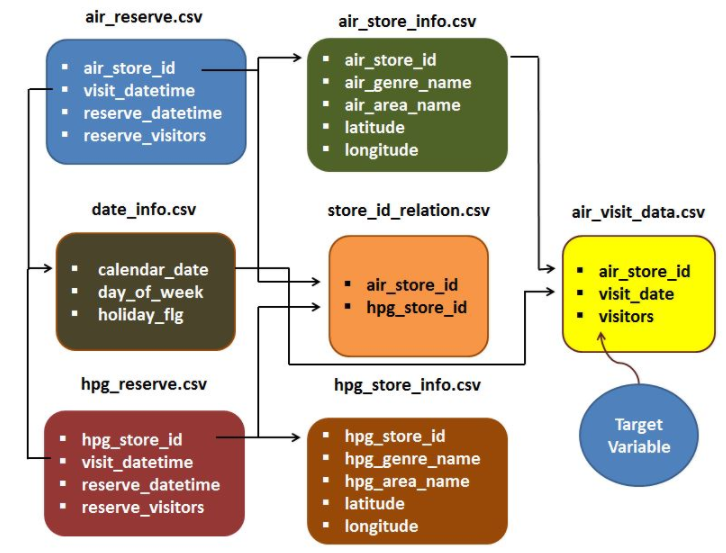 air_reserve.csv
air_store_id
visit_datetime
reserve_datetime
reserve_visitors
air_store_info.csv
air_store_id
air_genre_name
air_area_name
latitude
longitude
date_info.csv
calendar_date
day_of_week
holiday_flg
store_id_relation.csv
air_store_id
hpg_store_id
air_visit_data.csv
air_store_id
visit_date
visitors
hpg_reserve.csv
hpg_store_id
visit_datetime
reserve_datetime
reserve_visitors
hpg_store_info.csv
hpg_store_id
hpg_genre_name
hpg_area_name
latitude
longitude
Target
Variable